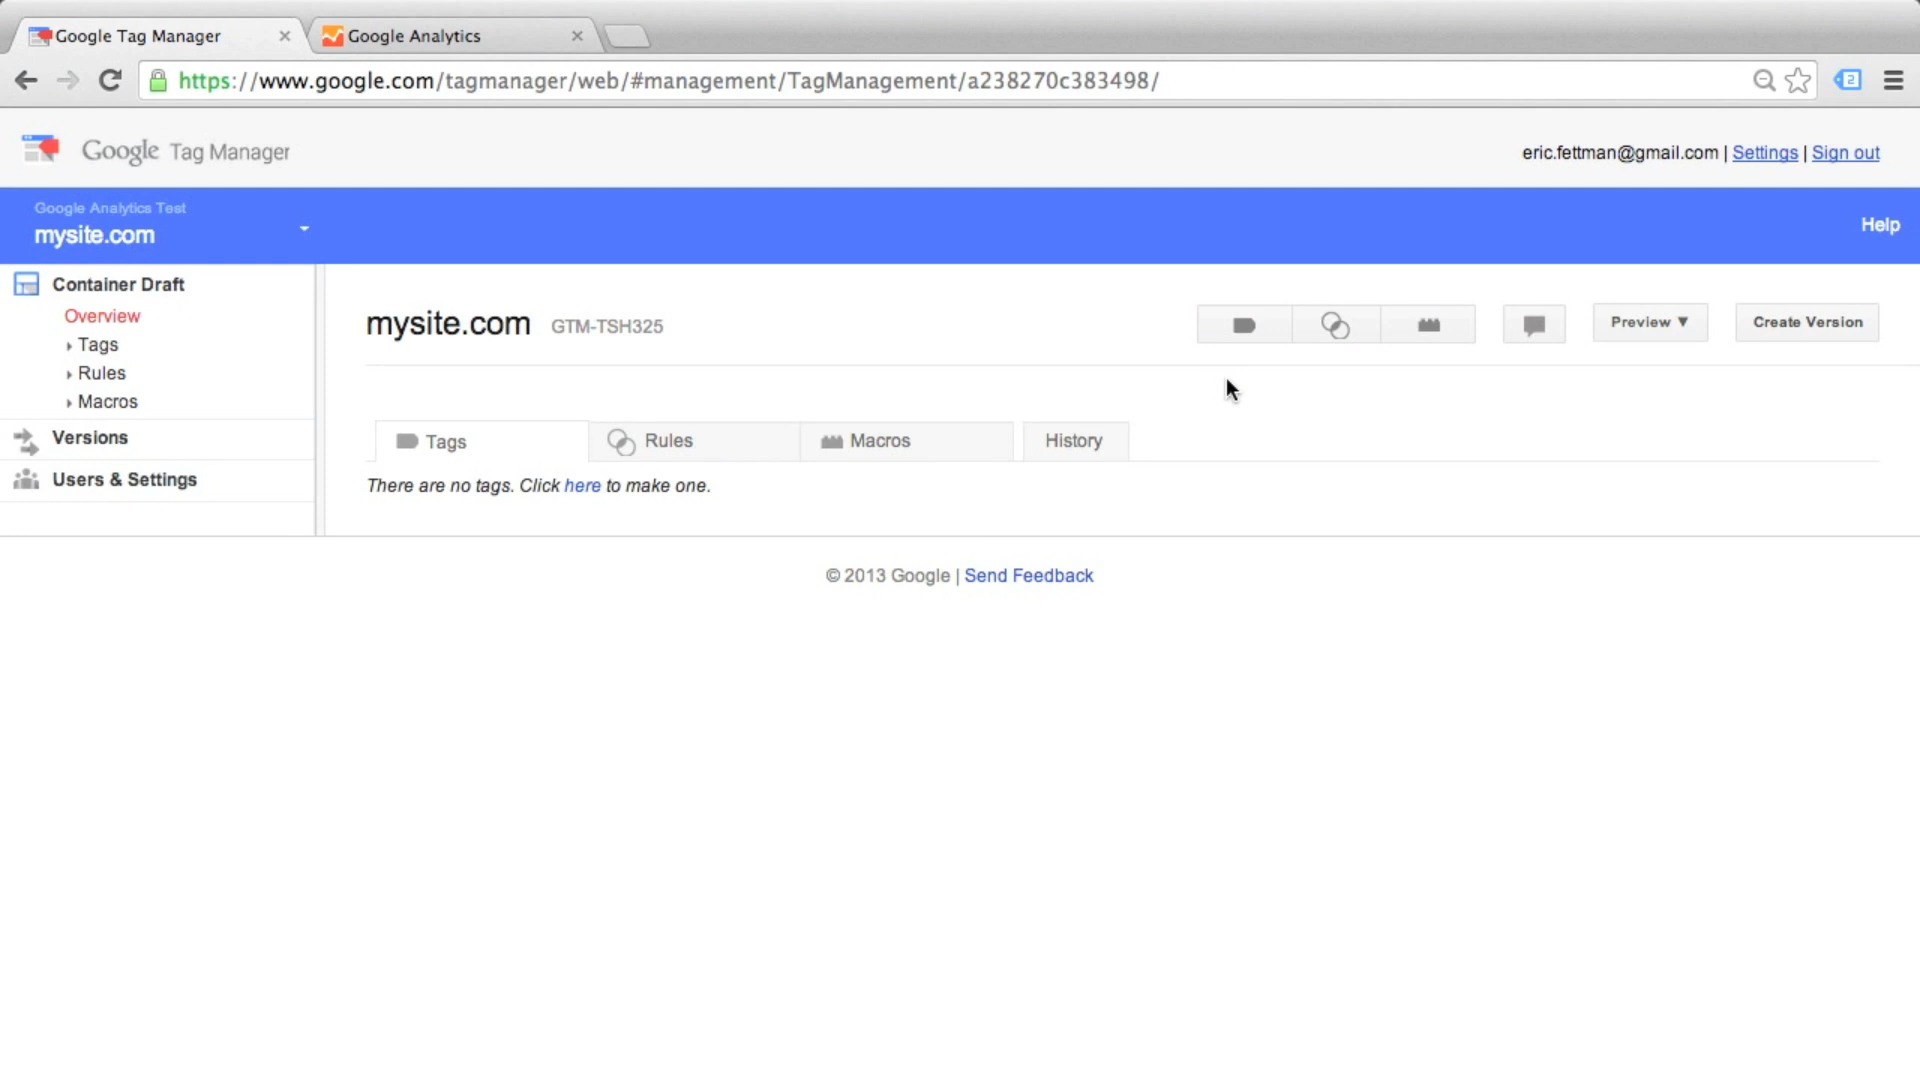 Google Tag Manager
Google Analytics
https://www.google.com/tagmanager/web/#management/TagManagement/a238270c383498/
2
Google Tag Manager
eric.fettman@gmail.com | Settings | Sign out
Google Analytics Test
mysite.com
Help
Container Draft
Overview
Tags
Rules
Macros
Versions
Users & Settings
mysite.com GTM-TSH325
Preview ▼
Create Version
Tags
Rules
Macros
History
There are no tags. Click here to make one.
© 2013 Google | Send Feedback